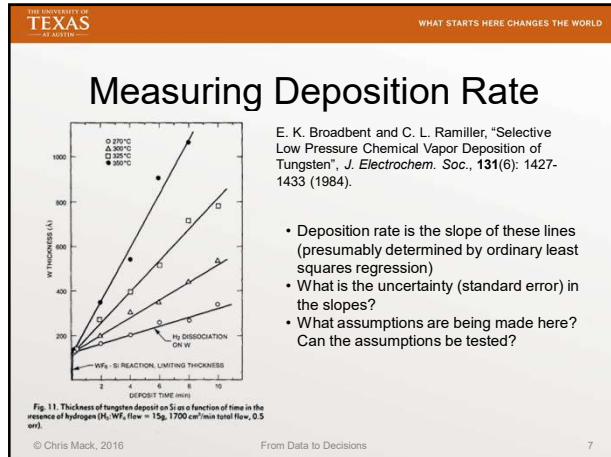 THE UNIVERSITY OF
TEXAS
AT AUSTIN
WHAT STARTS HERE CHANGES THE WORLD
Measuring Deposition Rate
○ 270°C
△ 300°C
□ 325°C
● 350°C
1000
800
600
400
200
W THICKNESS (Å)
H₂ DISSOCIATION
ON W
WF₆ - Si REACTION, LIMITING THICKNESS
2 4 6 8 10
DEPOSIT TIME (min)
Fig. 11. Thickness of tungsten deposit on Si as a function of time in the
resence of hydrogen (H₂:WF₆ flow = 15g, 1700 cm³/min total flow, 0.5
orr).
E. K. Broadbent and C. L. Ramiller, “Selective
Low Pressure Chemical Vapor Deposition of
Tungsten”, J. Electrochem. Soc., 131(6): 1427-
1433 (1984).
• Deposition rate is the slope of these lines
(presumably determined by ordinary least
squares regression)
• What is the uncertainty (standard error) in
the slopes?
• What assumptions are being made here?
Can the assumptions be tested?
© Chris Mack, 2016
From Data to Decisions
7